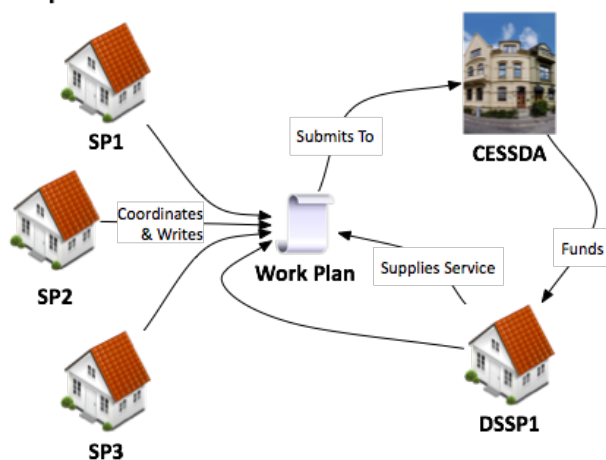 SP1
Submits To
CESSDA
Coordinates
& Writes
SP2
Work Plan
Supplies Service
Funds
SP3
DSSP1